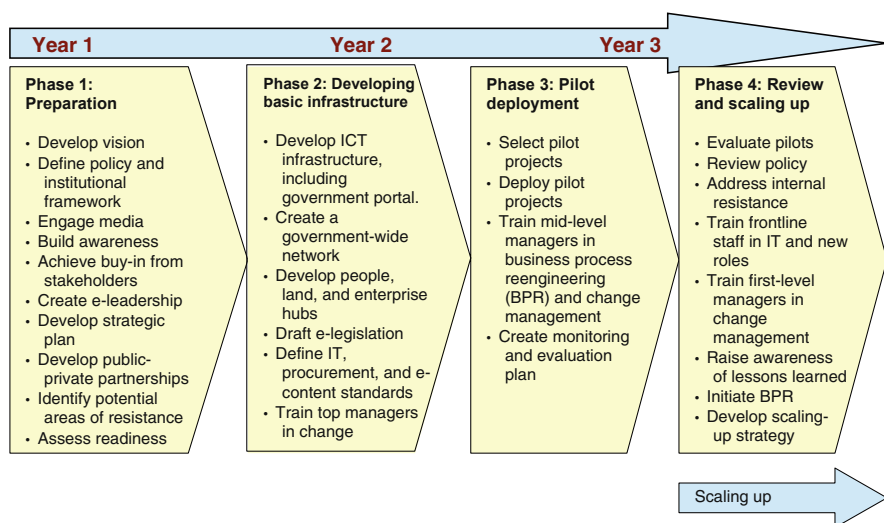 Year 1
Year 2
Year 3
Phase 1:
Preparation
• Develop vision
• Define policy and
institutional
framework
• Engage media
• Build awareness
• Achieve buy-in from
stakeholders
• Create e-leadership
• Develop strategic
plan
• Develop public-
private partnerships
• Identify potential
areas of resistance
• Assess readiness
Phase 2: Developing
basic infrastructure
• Develop ICT
infrastructure,
including
government portal.
• Create a
government-wide
network
• Develop people,
land, and enterprise
hubs
• Draft e-legislation
• Define IT,
procurement, and e-
content standards
• Train top managers
in change
Phase 3: Pilot
deployment
• Select pilot
projects
• Deploy pilot
projects
• Train mid-level
managers in
business process
reengineering
(BPR) and change
management
• Create monitoring
and evaluation
plan
Phase 4: Review
and scaling up
• Evaluate pilots
• Review policy
• Address internal
resistance
• Train frontline
staff in IT and new
roles
• Train first-level
managers in
change
management
• Raise awareness
of lessons learned
• Initiate BPR
• Develop scaling-
up strategy
Scaling up